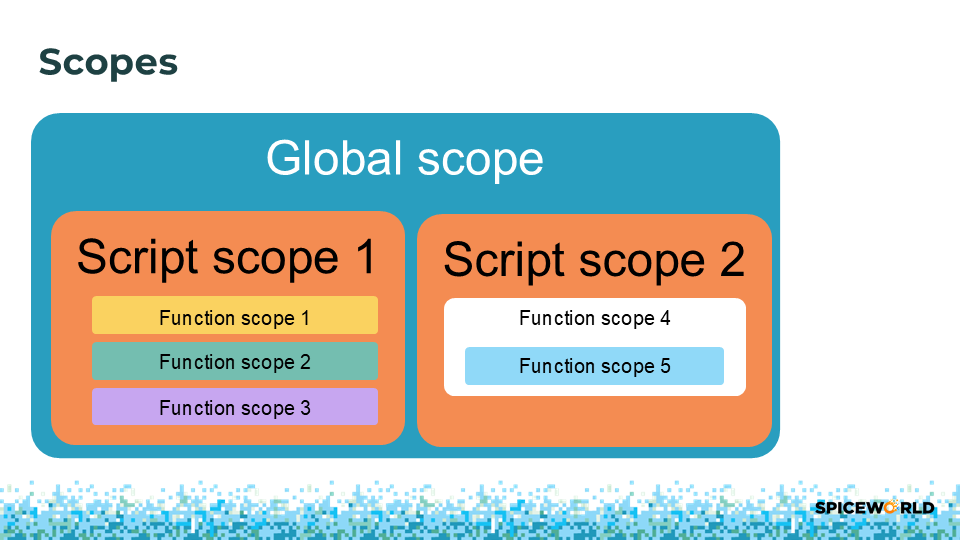 Scopes
Global scope
Script scope 1
Function scope 1
Function scope 2
Function scope 3
Script scope 2
Function scope 4
Function scope 5
SPICEWORLD